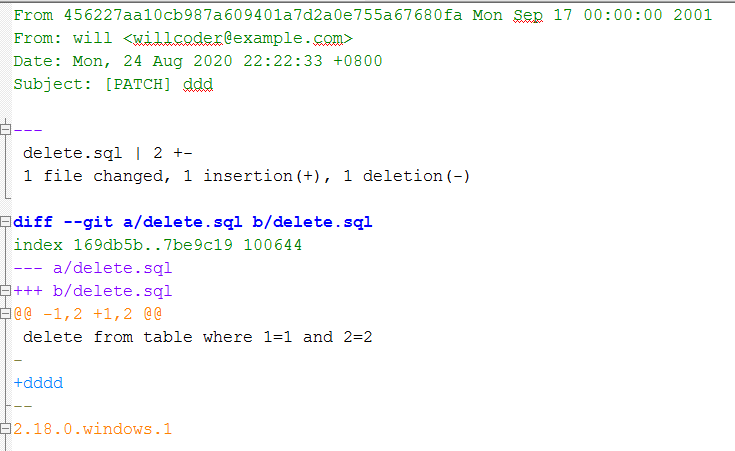 From 456227aa10cb987a609401a7d2a0e755a67680fa Mon Sep 17 00:00:00 2001
From: will <willcoder@example.com>
Date: Mon, 24 Aug 2020 22:22:33 +0800
Subject: [PATCH] ddd
---
delete.sql | 2 +-
1 file changed, 1 insertion(+), 1 deletion(-)
diff --git a/delete.sql b/delete.sql
index 169db5b..7be9c19 100644
--- a/delete.sql
+++ b/delete.sql
@@ -1,2 +1,2 @@
delete from table where 1=1 and 2=2
-
+dddd
--
2.18.0.windows.1